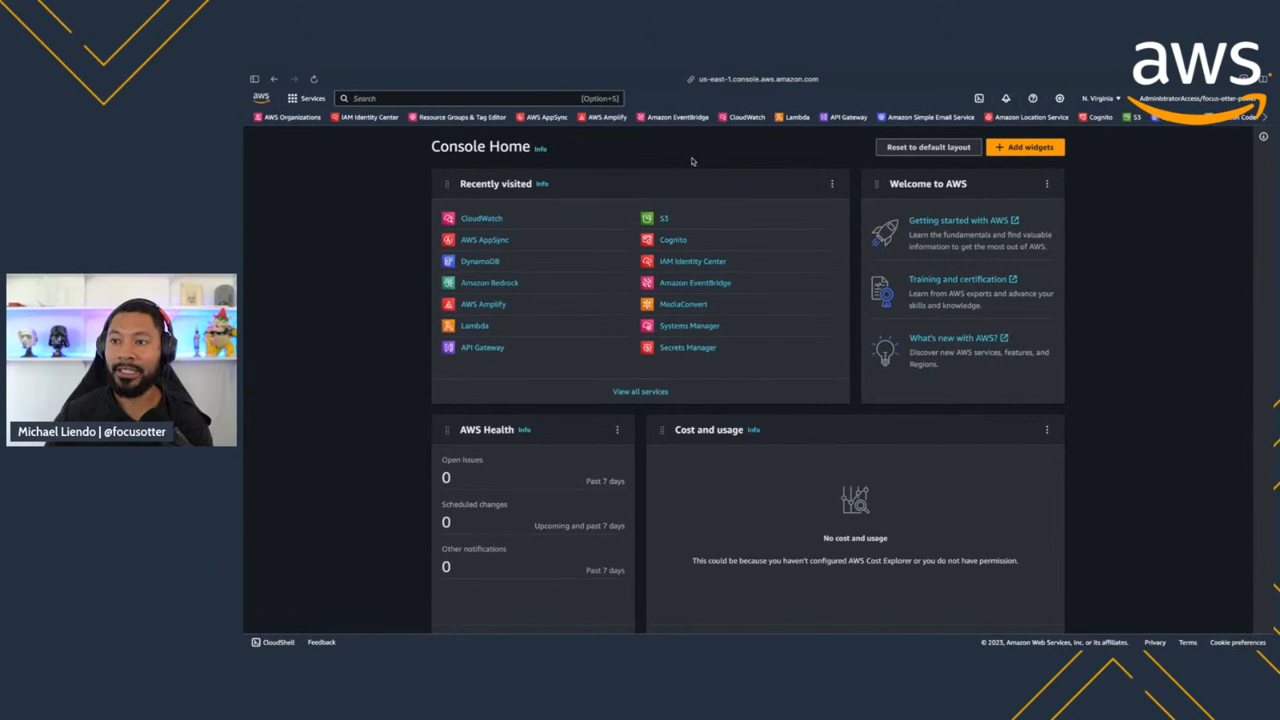 aws
us-east-1.console.aws.amazon.com
aws
Services
Search
[Option+S]
N. Virginia
AdministratorAccess/focus-otter-
AWS Organizations
IAM Identity Center
Resource Groups & Tag Editor
AWS AppSync
AWS Amplify
Amazon EventBridge
CloudWatch
Lambda
API Gateway
Amazon Simple Email Service
Amazon Location Service
Cognito
S3
Console Home Info
Reset to default layout
+ Add widgets
Recently visited Info
CloudWatch
AWS AppSync
DynamoDB
Amazon Bedrock
AWS Amplify
Lambda
API Gateway
S3
Cognito
IAM Identity Center
Amazon EventBridge
MediaConvert
Systems Manager
Secrets Manager
View all services
Welcome to AWS
Getting started with AWS
Learn the fundamentals and find valuable
information to get the most out of AWS.
Training and certification
Learn from AWS experts and advance your
skills and knowledge.
What's new with AWS?
Discover new AWS services, features, and
Regions.
Michael Liendo | @focusotter
AWS Health Info
Open issues
0
Past 7 days
Scheduled changes
0
Upcoming and past 7 days
Other notifications
0
Past 7 days
Cost and usage Info
No cost and usage
This could be because you haven't configured AWS Cost Explorer or you do not have permission.
CloudShell
Feedback
© 2023, Amazon Web Services, Inc. or its affiliates.
Privacy
Terms
Cookie preferences